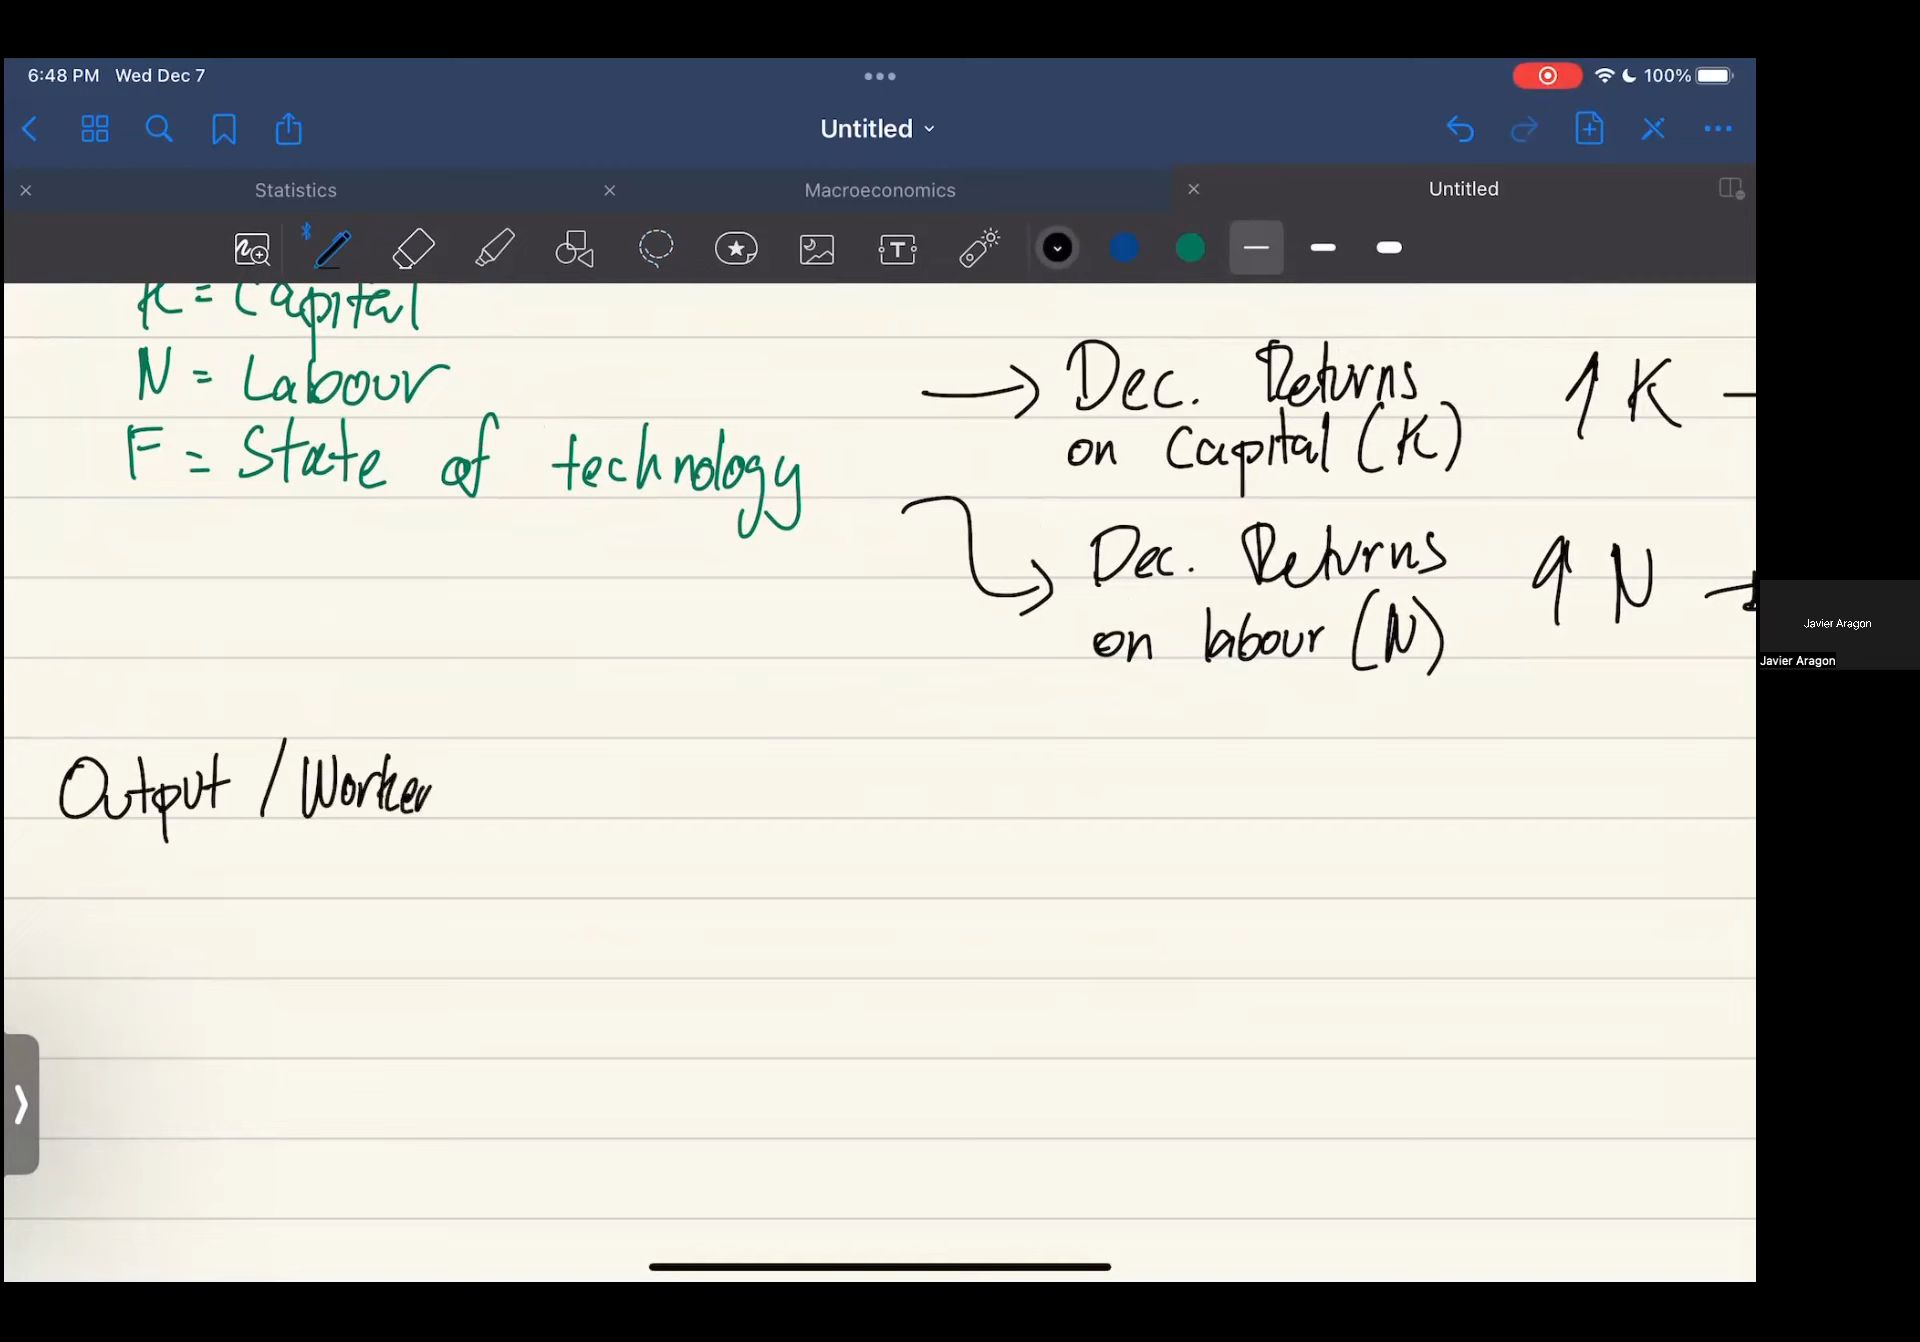 6:48 PM Wed Dec 7
100%
Untitled
Statistics
Macroeconomics
Untitled
K = Capital
N = Labour
F = State of technology
→ Dec. Returns ↑ K
on Capital (K)
Dec. Returns ↑ N →
on labour (N)
Output / Worker
Javier Aragon
Javier Aragon